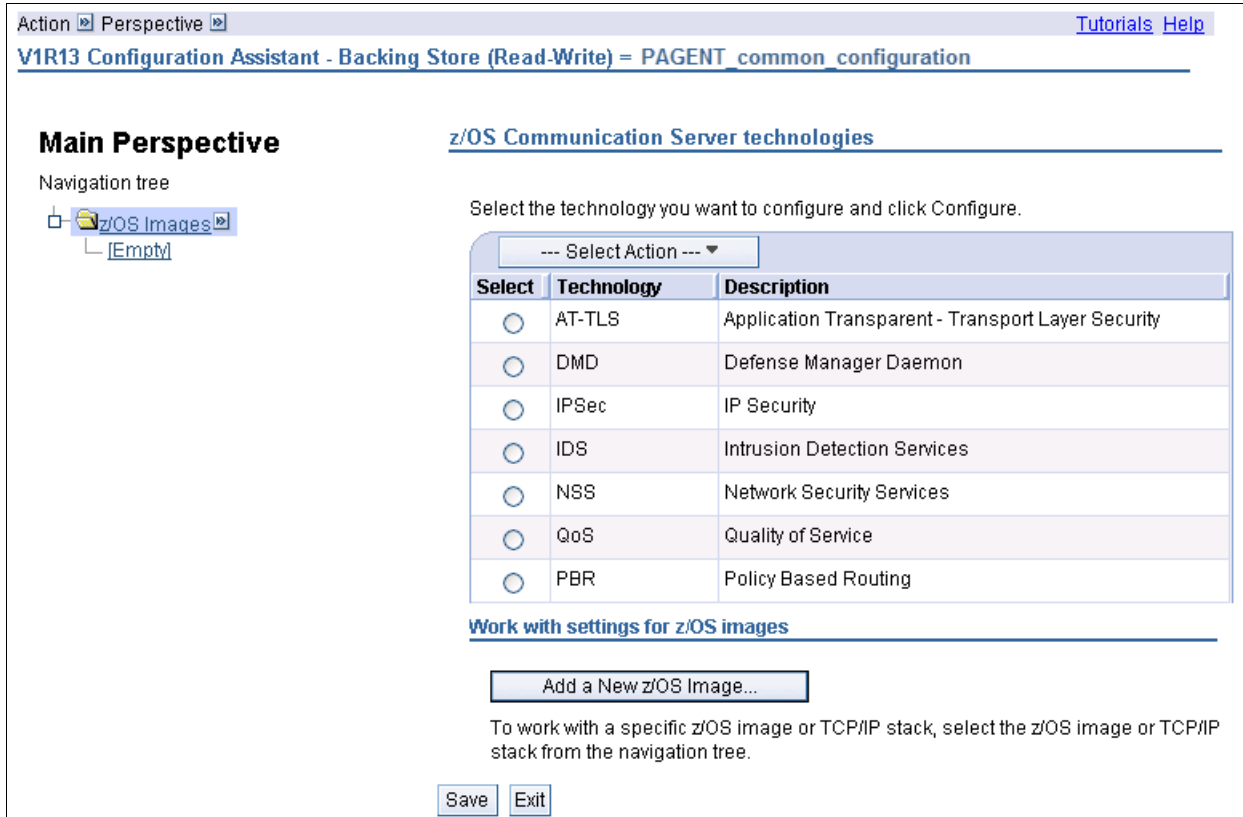 Action Perspective Tutorials Help
V1R13 Configuration Assistant - Backing Store (Read-Write) = PAGENT_common_configuration
Main Perspective
Navigation tree
z/OS Images
[Empty]
z/OS Communication Server technologies
Select the technology you want to configure and click Configure.
--- Select Action ---
Select Technology Description
AT-TLS Application Transparent - Transport Layer Security
DMD Defense Manager Daemon
IPSec IP Security
IDS Intrusion Detection Services
NSS Network Security Services
QoS Quality of Service
PBR Policy Based Routing
Work with settings for z/OS images
Add a New z/OS Image...
To work with a specific z/OS image or TCP/IP stack, select the z/OS image or TCP/IP
stack from the navigation tree.
Save Exit